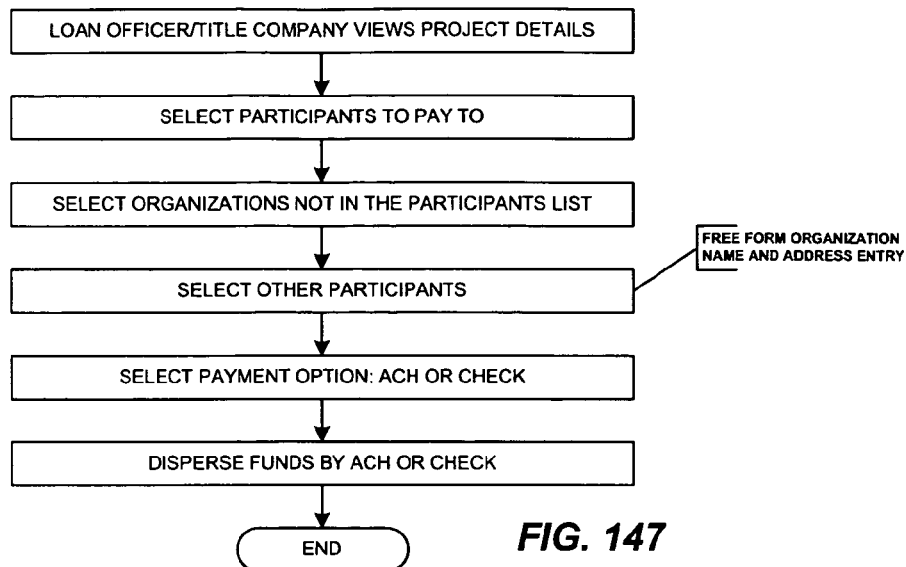 LOAN OFFICER/TITLE COMPANY VIEWS PROJECT DETAILS
SELECT PARTICIPANTS TO PAY TO
SELECT ORGANIZATIONS NOT IN THE PARTICIPANTS LIST
FREE FORM ORGANIZATION
NAME AND ADDRESS ENTRY
SELECT OTHER PARTICIPANTS
SELECT PAYMENT OPTION: ACH OR CHECK
DISPERSE FUNDS BY ACH OR CHECK
END
FIG. 147